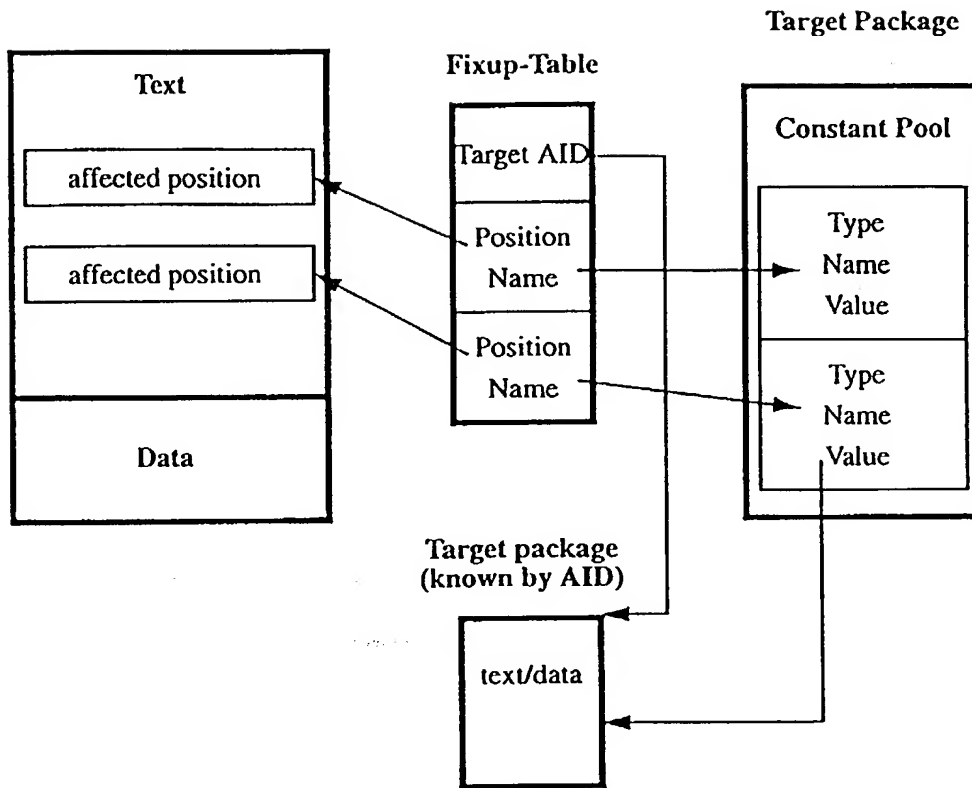 Text
affected position
affected position
Data
Fixup-Table
Target AID
Position
Name
Position
Name
Target Package
Constant Pool
Type
Name
Value
Type
Name
Value
Target package
(known by AID)
text/data